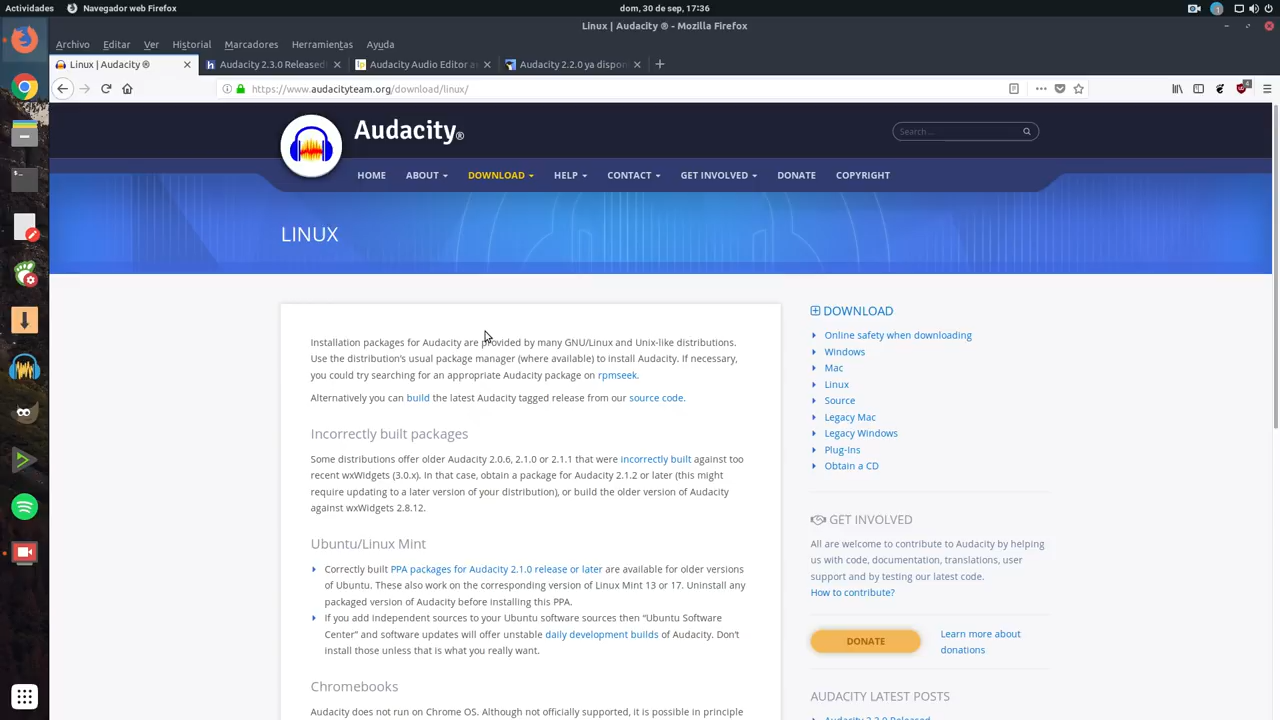 Actividades
Navegador web Firefox
dom, 30 de sep, 17:36
Linux | Audacity ® - Mozilla Firefox
Archivo Editar Ver Historial Marcadores Herramientas Ayuda
Linux | Audacity ®
Audacity 2.3.0 Released
Audacity Audio Editor
Audacity 2.2.0 ya dispon
https://www.audacityteam.org/download/linux/
4
Audacity®
Search ...
HOME ABOUT DOWNLOAD HELP CONTACT GET INVOLVED DONATE COPYRIGHT
LINUX
Installation packages for Audacity are provided by many GNU/Linux and Unix-like distributions.
Use the distribution's usual package manager (where available) to install Audacity. If necessary,
you could try searching for an appropriate Audacity package on rpmseek.
Alternatively you can build the latest Audacity tagged release from our source code.
Incorrectly built packages
Some distributions offer older Audacity 2.0.6, 2.1.0 or 2.1.1 that were incorrectly built against too
recent wxWidgets (3.0.x). In that case, obtain a package for Audacity 2.1.2 or later (this might
require updating to a later version of your distribution), or build the older version of Audacity
against wxWidgets 2.8.12.
Ubuntu/Linux Mint
Correctly built PPA packages for Audacity 2.1.0 release or later are available for older versions
of Ubuntu. These also work on the corresponding version of Linux Mint 13 or 17. Uninstall any
packaged version of Audacity before installing this PPA.
If you add independent sources to your Ubuntu software sources then “Ubuntu Software
Center” and software updates will offer unstable daily development builds of Audacity. Don't
install those unless that is what you really want.
Chromebooks
Audacity does not run on Chrome OS. Although not officially supported, it is possible in principle
DOWNLOAD
Online safety when downloading
Windows
Mac
Linux
Source
Legacy Mac
Legacy Windows
Plug-Ins
Obtain a CD
GET INVOLVED
All are welcome to contribute to Audacity by helping
us with code, documentation, translations, user
support and by testing our latest code.
How to contribute?
DONATE
Learn more about
donations
AUDACITY LATEST POSTS